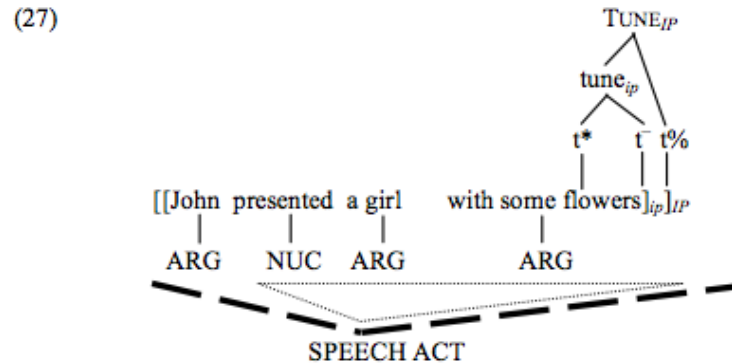 (27)
TUNE_IP
tune_ip
t* t⁻ t%
[[John presented a girl with some flowers]_ip]_IP
ARG NUC ARG ARG
SPEECH ACT